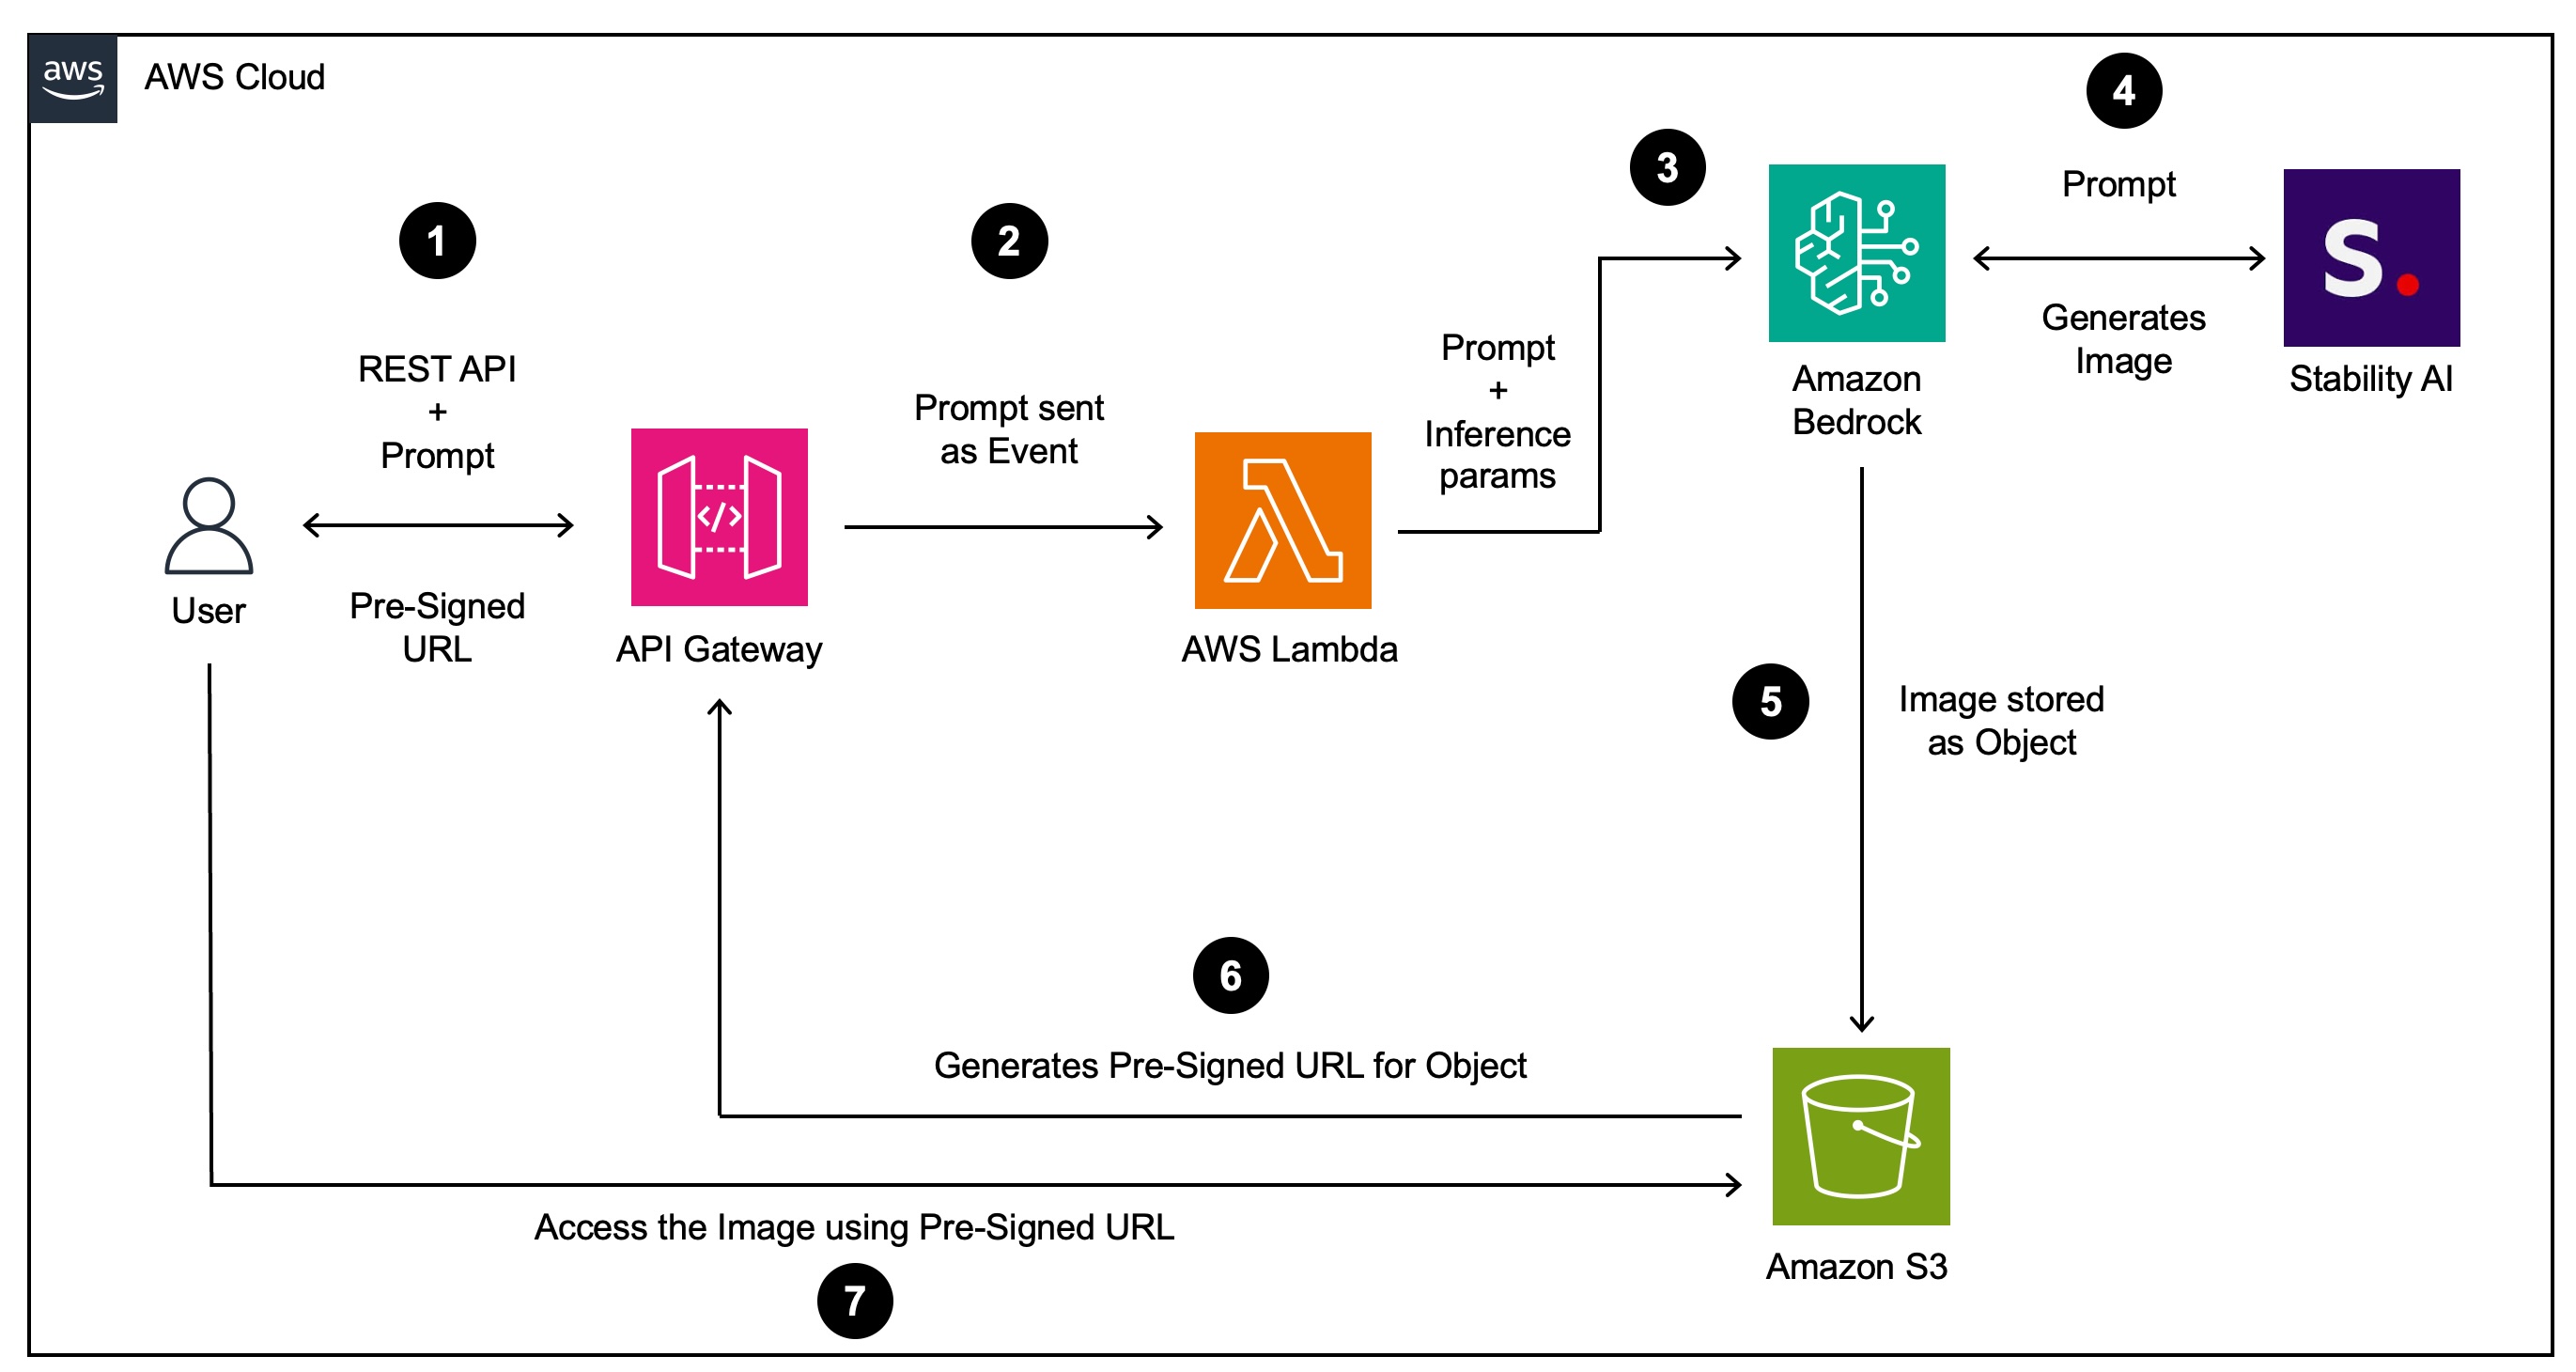 aws
AWS Cloud
1
REST API
+
Prompt
Pre-Signed
URL
User
2
Prompt sent
as Event
</>
API Gateway
AWS Lambda
3
Prompt
+
Inference
params
4
Prompt
Generates
Image
Amazon
Bedrock
S.
Stability AI
5
Image stored
as Object
6
Generates Pre-Signed URL for Object
Access the Image using Pre-Signed URL
7
Amazon S3